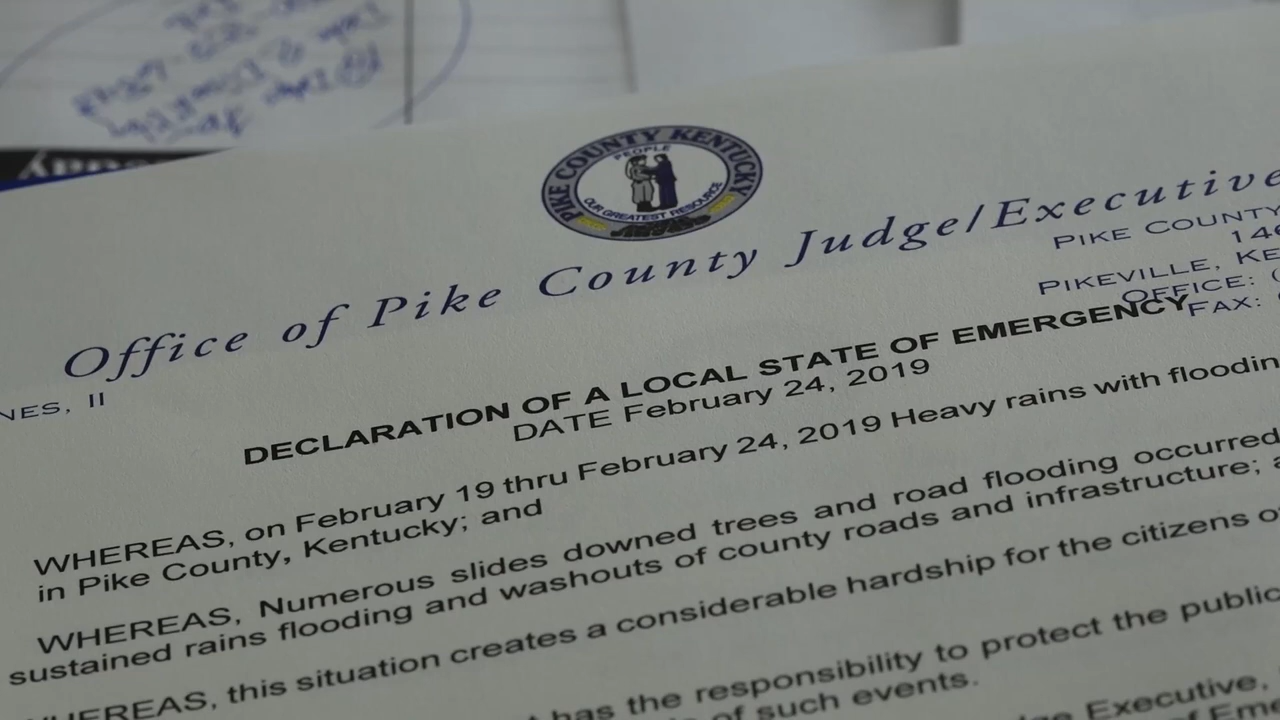 PIKE COUNTY KENTUCKY
PEOPLE
OUR GREATEST RESOURCE
Office of Pike County Judge/Executive
PIKE COUNTY
146
PIKEVILLE, KE
OFFICE: (
FAX:
NES, II
DECLARATION OF A LOCAL STATE OF EMERGENCY
DATE February 24, 2019
WHEREAS, on February 19 thru February 24, 2019 Heavy rains with floodin
in Pike County, Kentucky; and
WHEREAS, Numerous slides downed trees and road flooding occurred
sustained rains flooding and washouts of county roads and infrastructure; a
WHEREAS, this situation creates a considerable hardship for the citizens o
has the responsibility to protect the public
of such events.
ge Executive,
of Eme